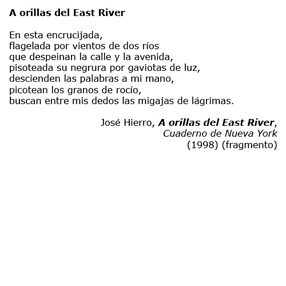 A orillas del East River
En esta encrucijada,
flagelada por vientos de dos ríos
que despeinan la calle y la avenida,
pisoteada su negrura por gaviotas de luz,
descienden las palabras a mi mano,
picotean los granos de rocío,
buscan entre mis dedos las migajas de lágrimas.
José Hierro, A orillas del East River,
Cuaderno de Nueva York
(1998) (fragmento)